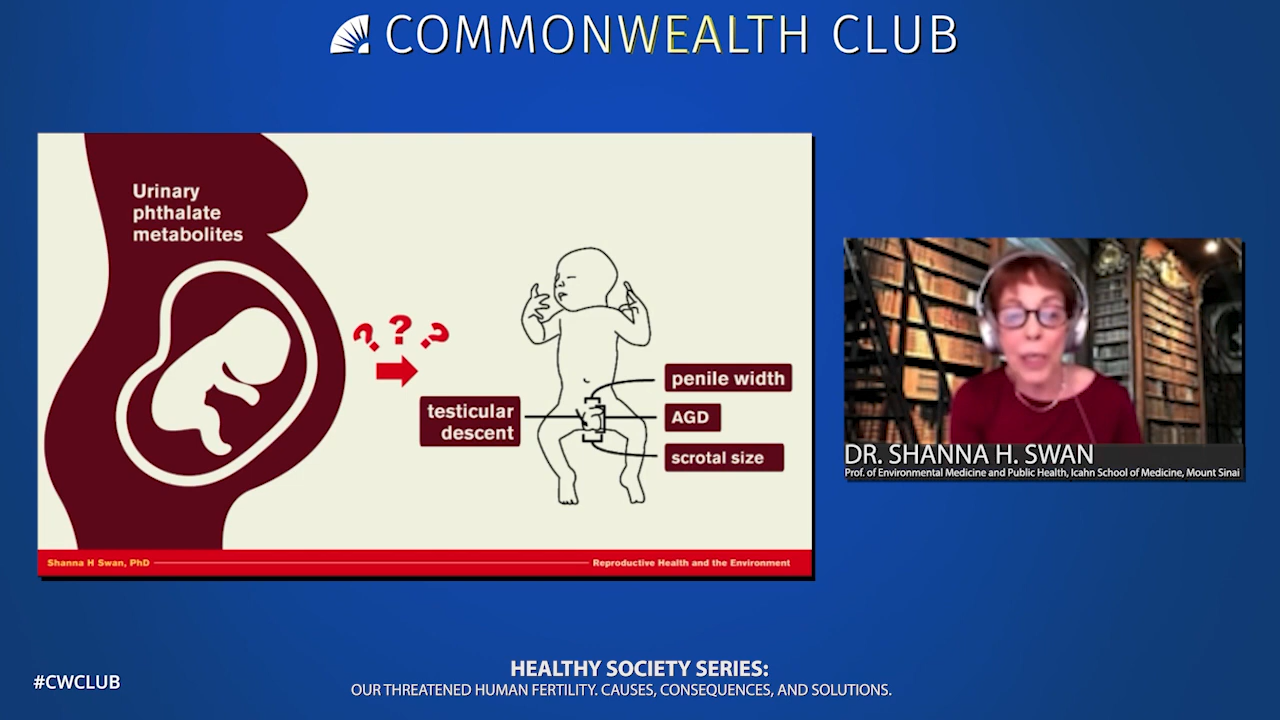 COMMONWEALTH CLUB
Urinary
phthalate
metabolites
? ? ?
testicular
descent
penile width
AGD
scrotal size
Shanna H Swan, PhD
Reproductive Health and the Environment
DR. SHANNA H. SWAN
Prof. of Environmental Medicine and Public Health, Icahn School of Medicine, Mount Sinai
#CWCLUB
HEALTHY SOCIETY SERIES:
OUR THREATENED HUMAN FERTILITY. CAUSES, CONSEQUENCES, AND SOLUTIONS.